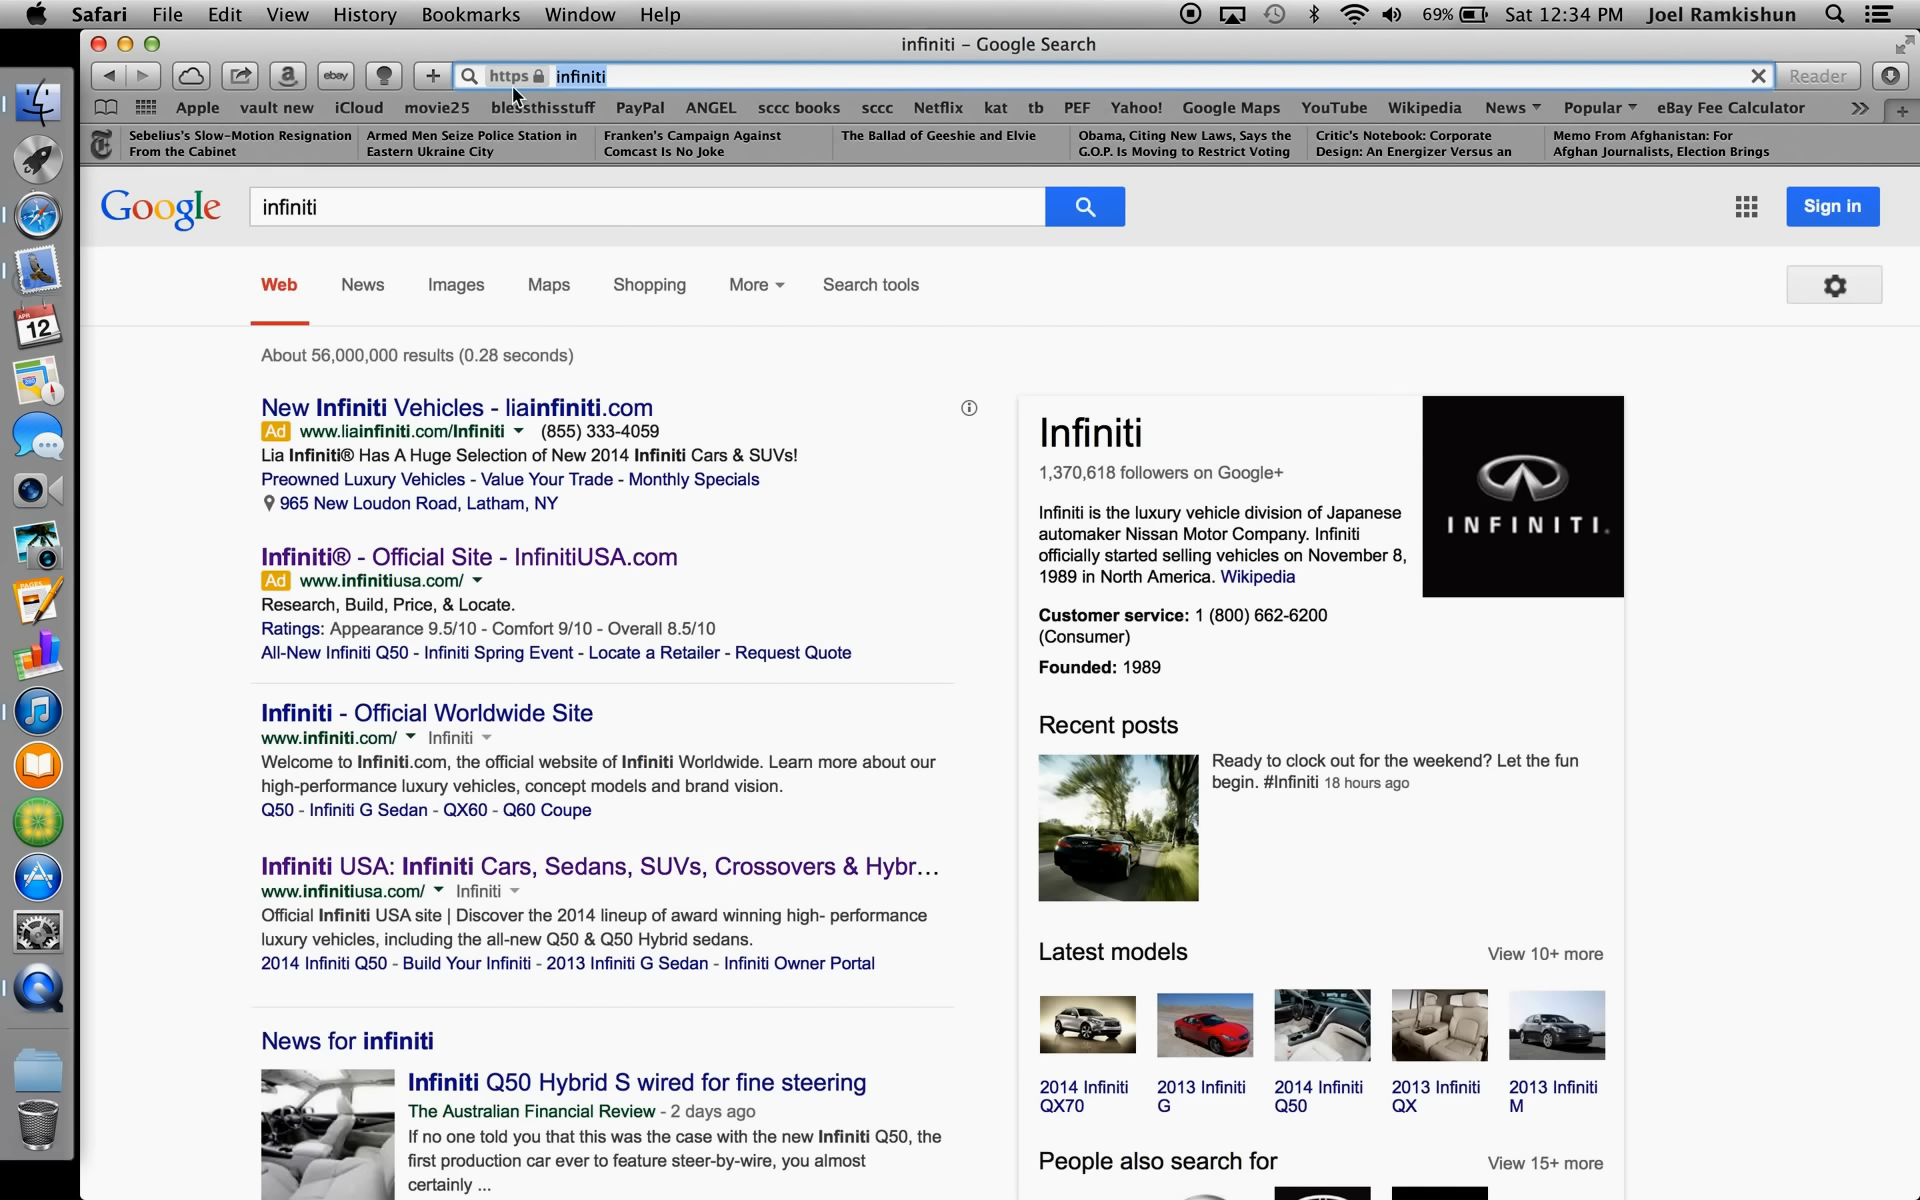 Safari File Edit View History Bookmarks Window Help 69% Sat 12:34 PM Joel Ramkishun
infiniti – Google Search
ebay https infiniti Reader
Apple vault new iCloud movie25 blessthisstuff PayPal ANGEL sccc books sccc Netflix kat tb PEF Yahoo! Google Maps YouTube Wikipedia News Popular eBay Fee Calculator
Sebelius's Slow-Motion Resignation Armed Men Seize Police Station in Franken's Campaign Against The Ballad of Geeshie and Elvie Obama, Citing New Laws, Says the Critic's Notebook: Corporate Memo From Afghanistan: For
From the Cabinet Eastern Ukraine City Comcast Is No Joke G.O.P. Is Moving to Restrict Voting Design: An Energizer Versus an Afghan Journalists, Election Brings
Google infiniti Sign in
Web News Images Maps Shopping More Search tools
APR
12
About 56,000,000 results (0.28 seconds)
New Infiniti Vehicles - liainfiniti.com
Ad www.liainfiniti.com/Infiniti (855) 333-4059
Lia Infiniti® Has A Huge Selection of New 2014 Infiniti Cars & SUVs!
Preowned Luxury Vehicles - Value Your Trade - Monthly Specials
965 New Loudon Road, Latham, NY
Infiniti® - Official Site - InfinitiUSA.com
Ad www.infinitiusa.com/
Research, Build, Price, & Locate.
Ratings: Appearance 9.5/10 - Comfort 9/10 - Overall 8.5/10
All-New Infiniti Q50 - Infiniti Spring Event - Locate a Retailer - Request Quote
Infiniti - Official Worldwide Site
www.infiniti.com/ Infiniti
Welcome to Infiniti.com, the official website of Infiniti Worldwide. Learn more about our
high-performance luxury vehicles, concept models and brand vision.
Q50 - Infiniti G Sedan - QX60 - Q60 Coupe
Infiniti USA: Infiniti Cars, Sedans, SUVs, Crossovers & Hybr...
www.infinitiusa.com/ Infiniti
Official Infiniti USA site | Discover the 2014 lineup of award winning high- performance
luxury vehicles, including the all-new Q50 & Q50 Hybrid sedans.
2014 Infiniti Q50 - Build Your Infiniti - 2013 Infiniti G Sedan - Infiniti Owner Portal
News for infiniti
Infiniti Q50 Hybrid S wired for fine steering
The Australian Financial Review - 2 days ago
If no one told you that this was the case with the new Infiniti Q50, the
first production car ever to feature steer-by-wire, you almost
certainly ...
Infiniti
1,370,618 followers on Google+
Infiniti is the luxury vehicle division of Japanese
automaker Nissan Motor Company. Infiniti
officially started selling vehicles on November 8,
1989 in North America. Wikipedia
INFINITI.
Customer service: 1 (800) 662-6200
(Consumer)
Founded: 1989
Recent posts
Ready to clock out for the weekend? Let the fun
begin. #Infiniti 18 hours ago
Latest models View 10+ more
2014 Infiniti 2013 Infiniti 2014 Infiniti 2013 Infiniti 2013 Infiniti
QX70 G Q50 QX M
People also search for View 15+ more